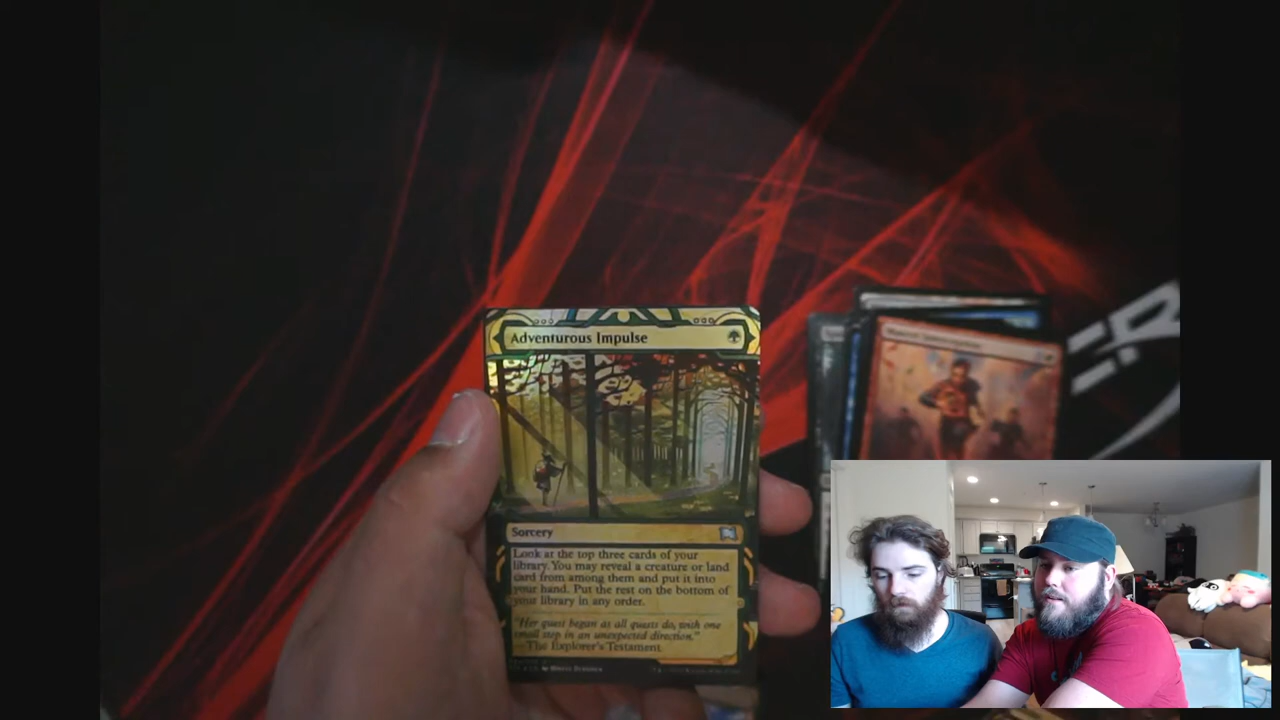 Adventurous Impulse
Sorcery
Look at the top three cards of your
library. You may reveal a creature or land
card from among them and put it into
your hand. Put the rest on the bottom of
your library in any order.
"Her quest began as all quests do, with one
small step in an unexpected direction."
—The Explorer's Testament